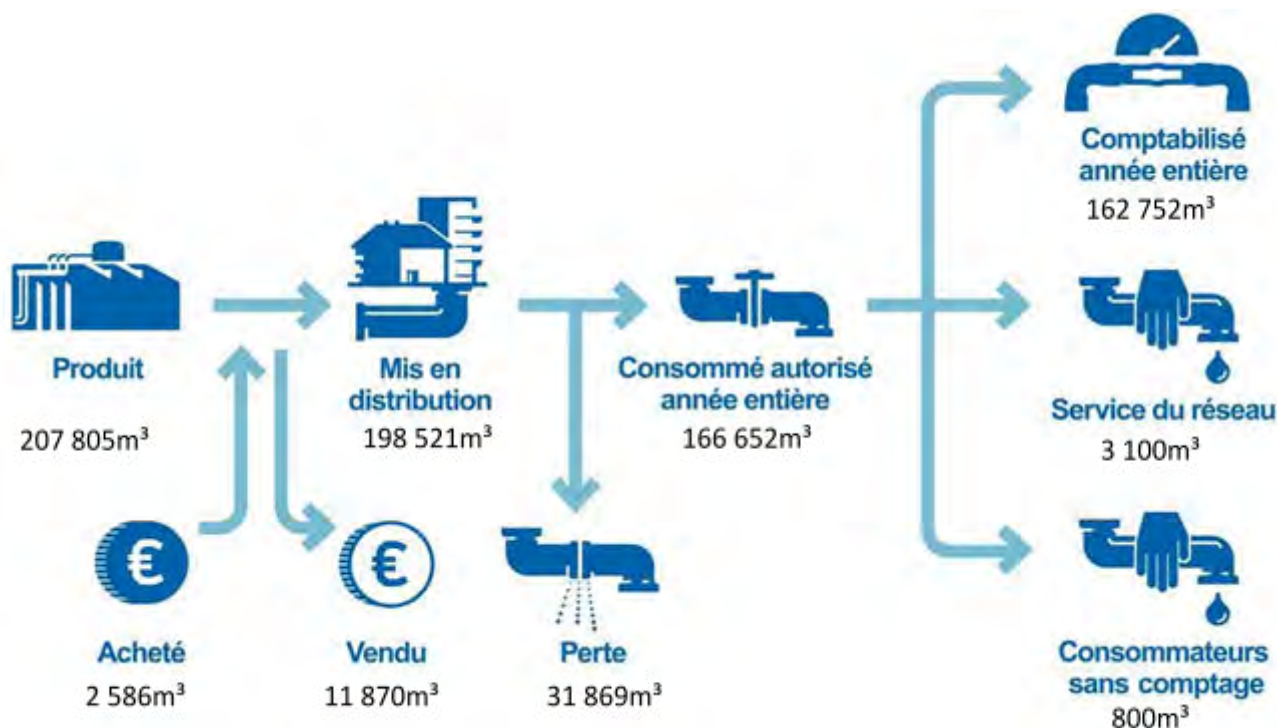 Comptabilisé
année entière
162 752m³
Produit
207 805m³
Mis en
distribution
198 521m³
Consommé autorisé
année entière
166 652m³
Service du réseau
3 100m³
€
Acheté
2 586m³
€
Vendu
11 870m³
Perte
31 869m³
Consommateurs
sans comptage
800m³